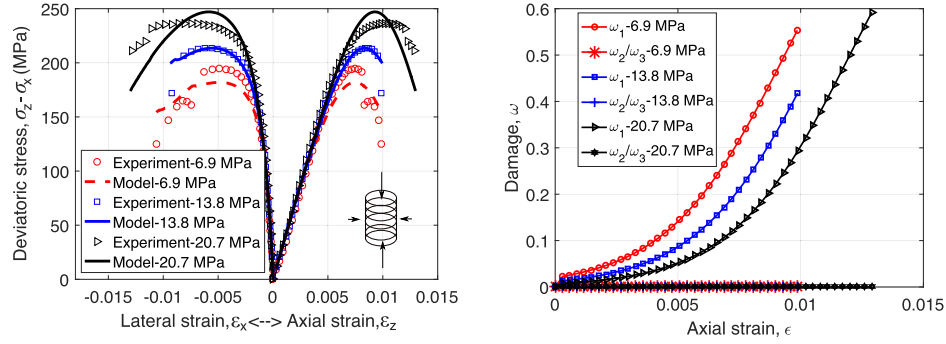 250
200
150
100
50
0
Deviatoric stress, σz- σx (MPa)
Experiment-6.9 MPa
Model-6.9 MPa
Experiment-13.8 MPa
Model-13.8 MPa
Experiment-20.7 MPa
Model-20.7 MPa
-0.015 -0.01 -0.005 0 0.005 0.01 0.015
Lateral strain,εx<--> Axial strain,εz
0.6
0.5
0.4
0.3
0.2
0.1
0
Damage, ω
ω1-6.9 MPa
ω2/ω3-6.9 MPa
ω1-13.8 MPa
ω2/ω3-13.8 MPa
ω1-20.7 MPa
ω2/ω3-20.7 MPa
0 0.005 0.01 0.015
Axial strain, ϵ